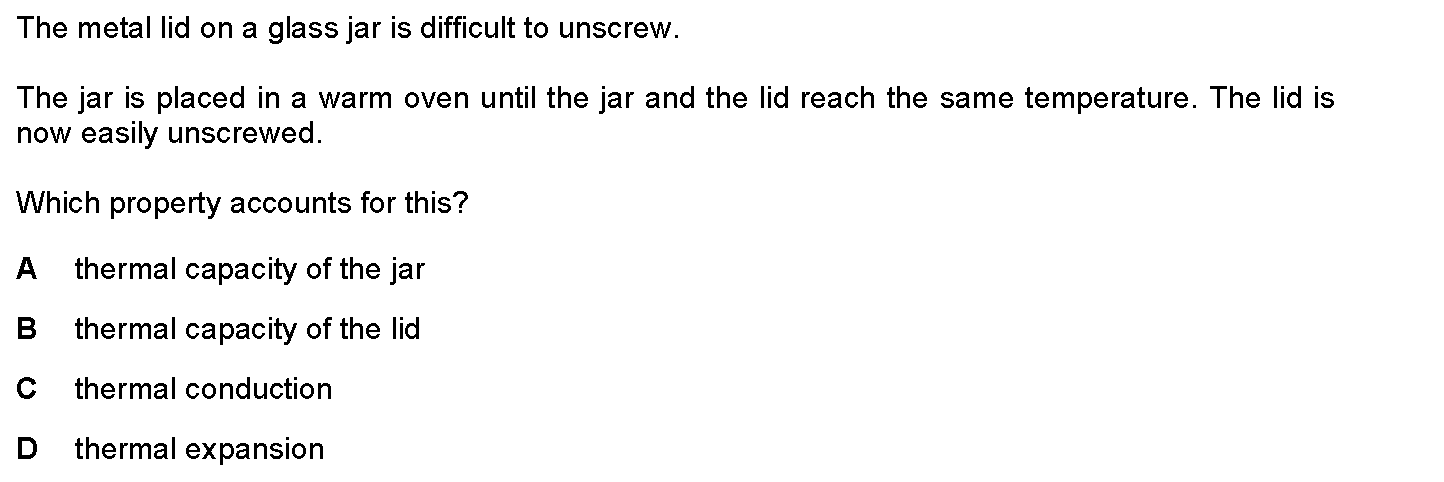 The metal lid on a glass jar is difficult to unscrew.
The jar is placed in a warm oven until the jar and the lid reach the same temperature. The lid is
now easily unscrewed.
Which property accounts for this?
A thermal capacity of the jar
B thermal capacity of the lid
C thermal conduction
D thermal expansion